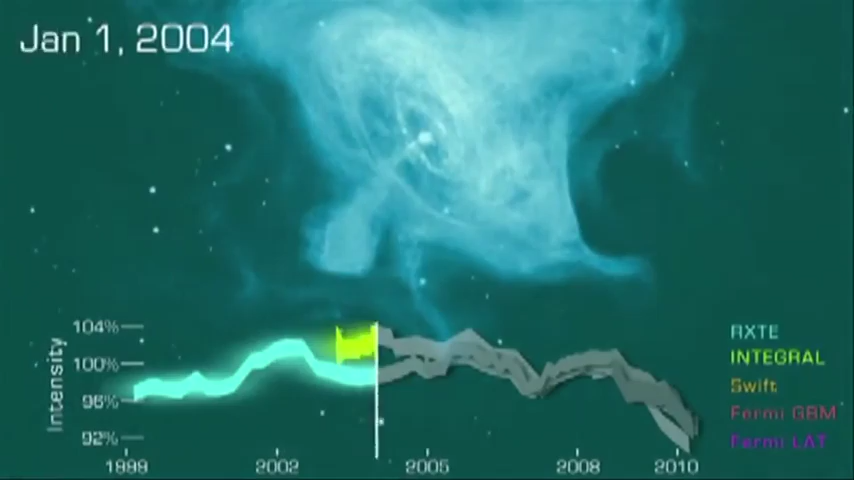 Jan 1, 2004
104%
100%
96%
92%
Intensity
1999
2002
2005
2008
2010
RXTE
INTEGRAL
Swift
Fermi GBM
Fermi LAT